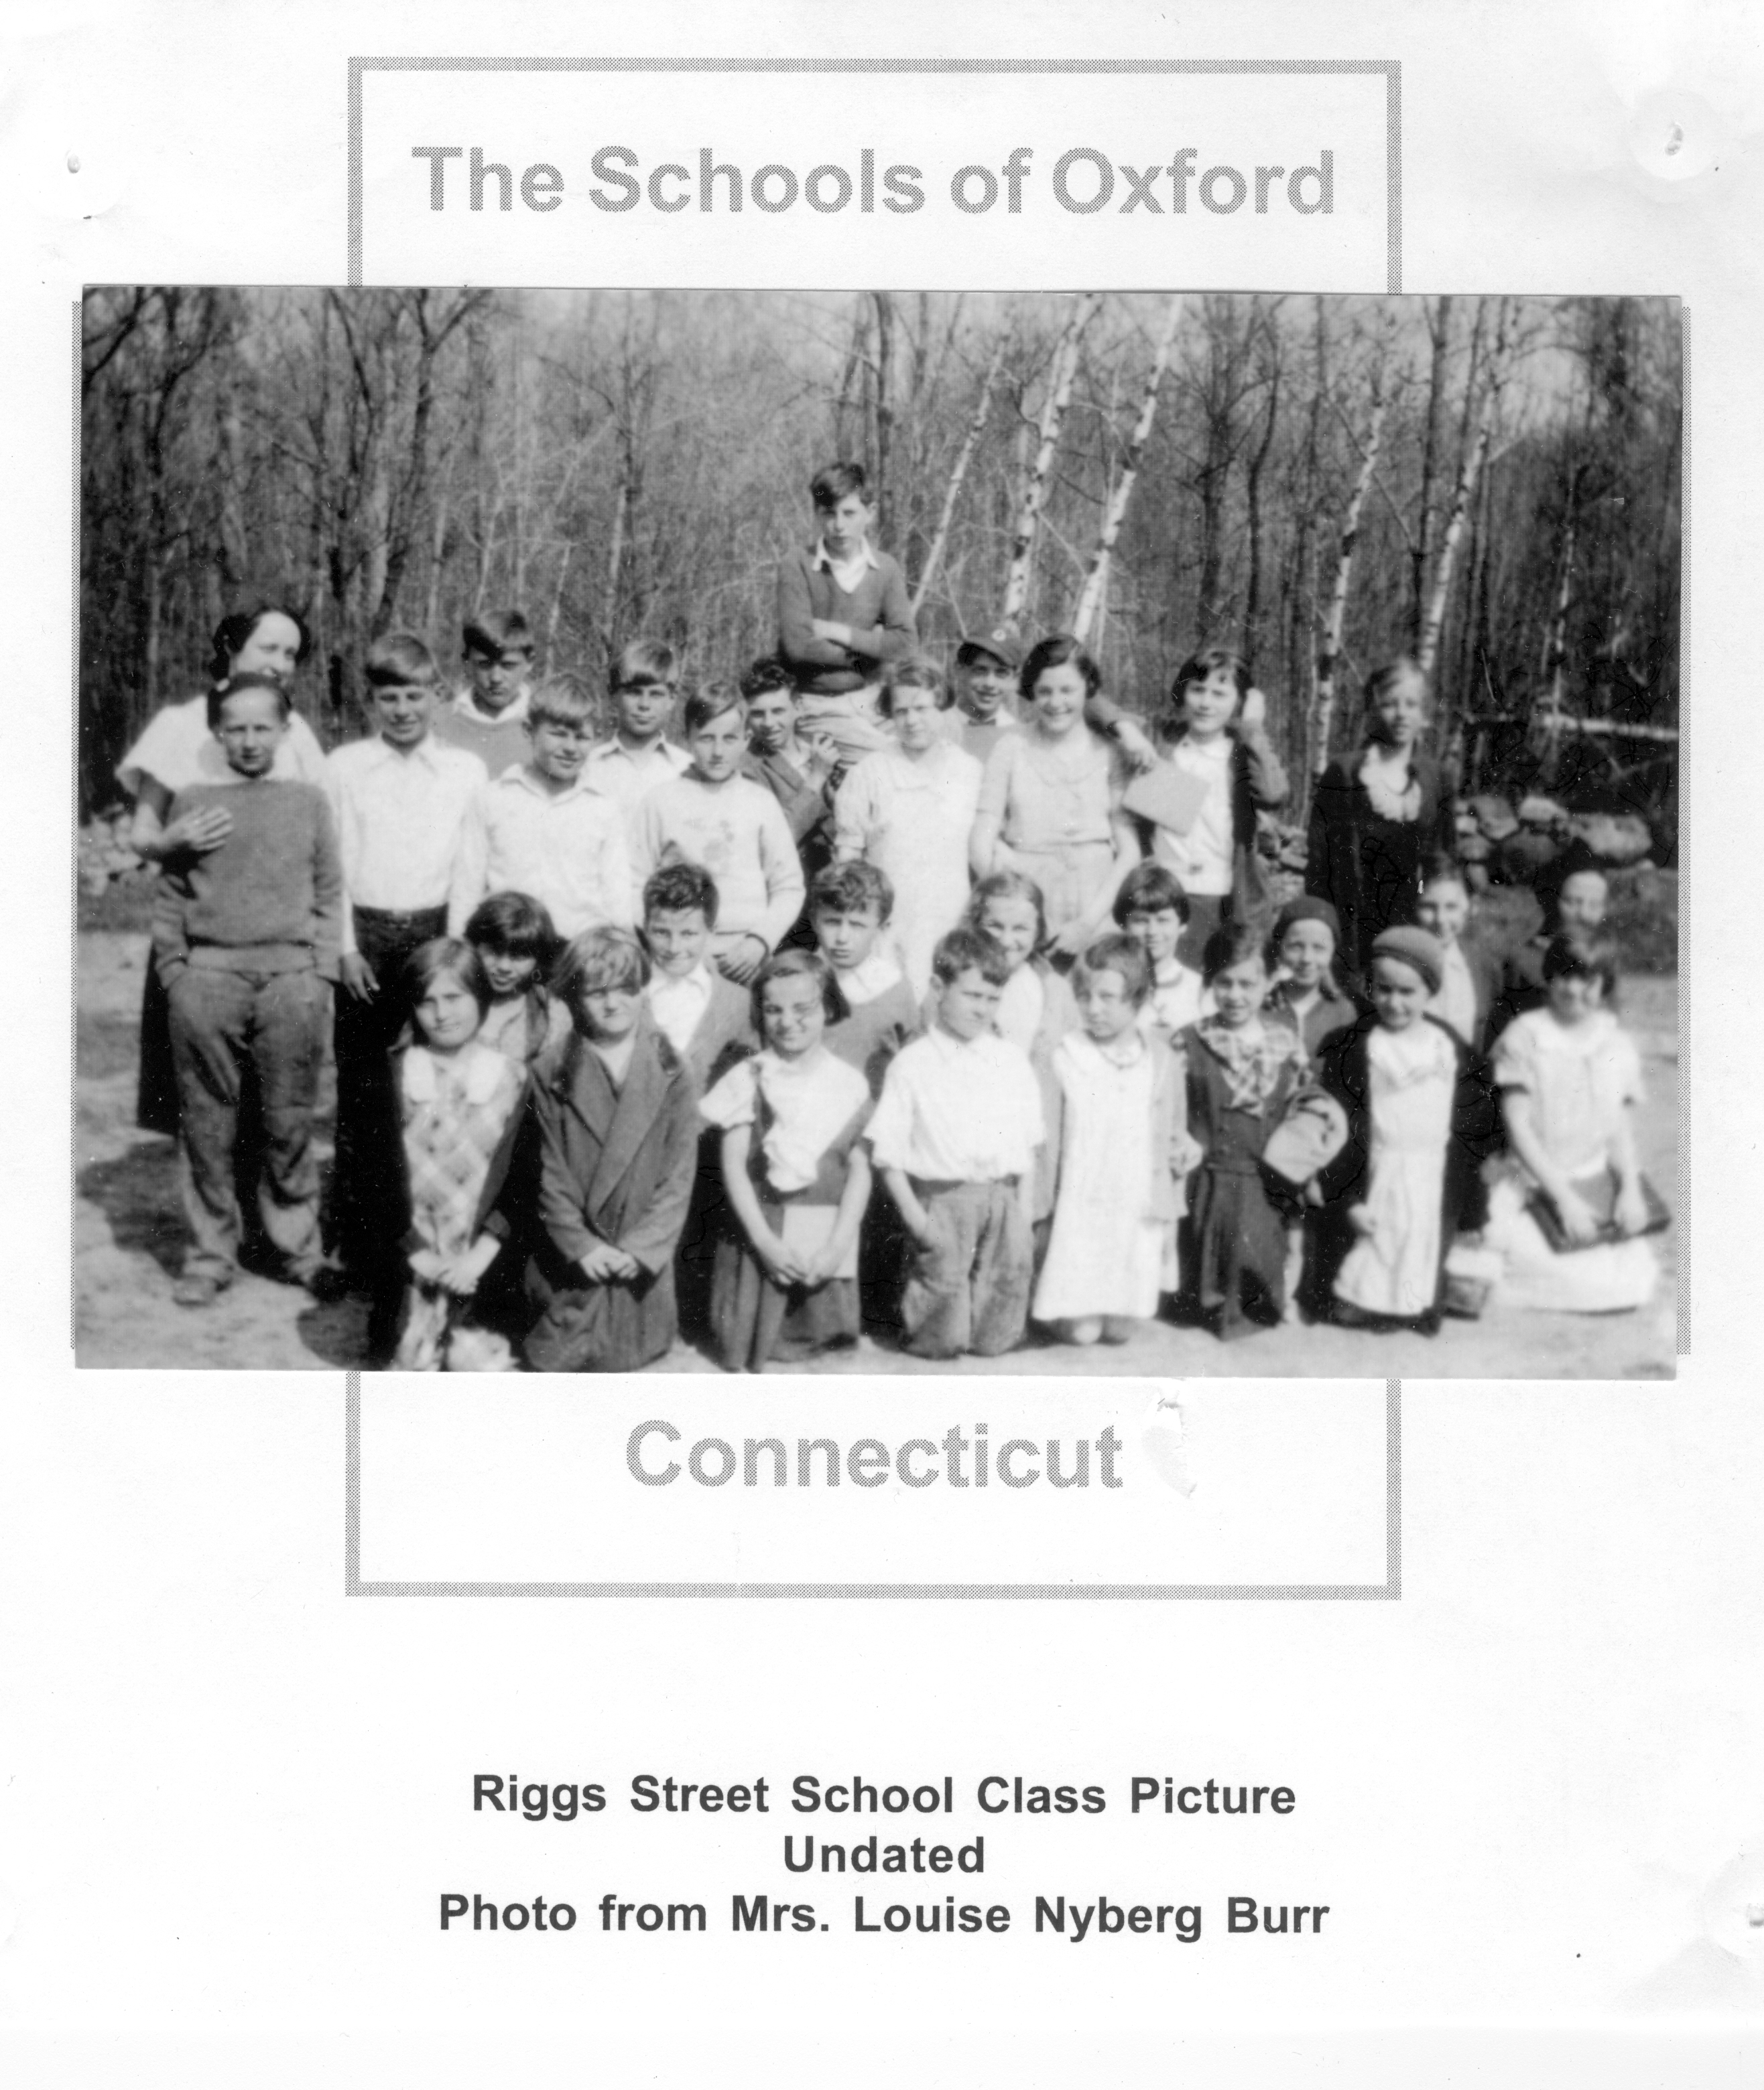 The Schools of Oxford
Connecticut
Riggs Street School Class Picture
Undated
Photo from Mrs. Louise Nyberg Burr